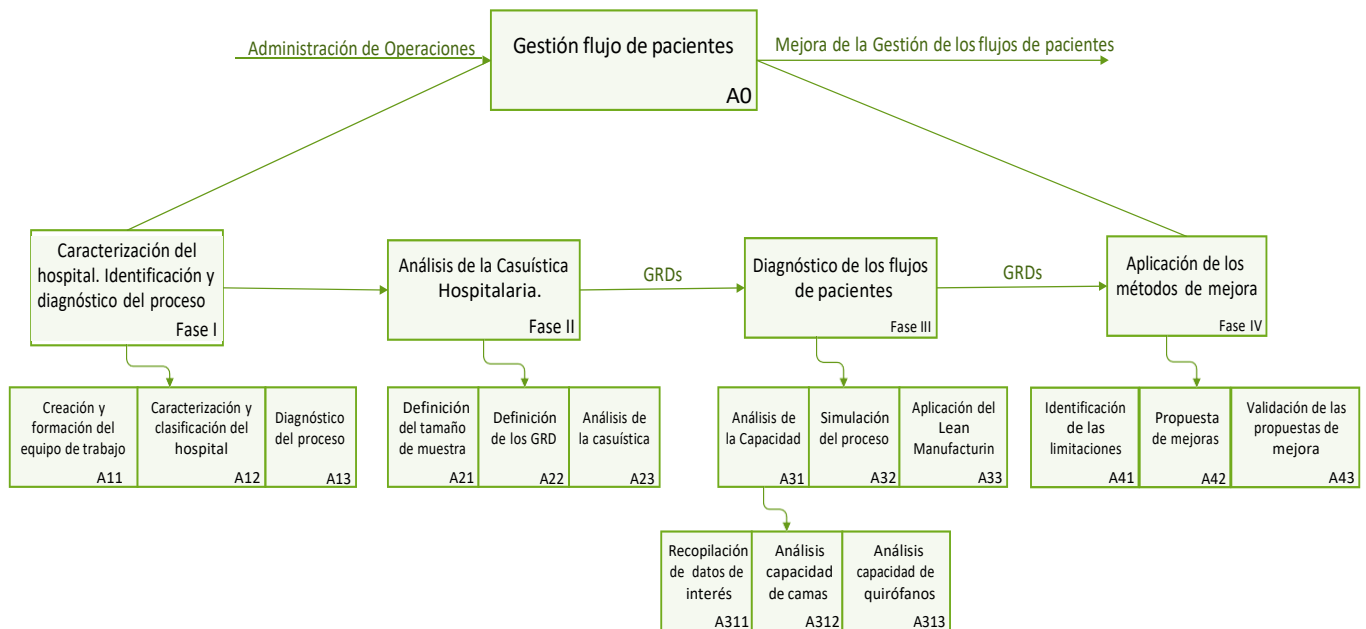 Administración de Operaciones
Gestión flujo de pacientes
A0
Mejora de la Gestión de los flujos de pacientes
Caracterización del
hospital. Identificación y
diagnóstico del proceso
Fase I
Análisis de la Casuística
Hospitalaria.
Fase II
GRDs
Diagnóstico de los flujos
de pacientes
Fase III
GRDs
Aplicación de los
métodos de mejora
Fase IV
Creación y
formación del
equipo de trabajo
A11
Caracterización y
clasificación del
hospital
A12
Diagnóstico
del proceso
A13
Definición
del tamaño
de muestra
A21
Definición
de los GRD
A22
Análisis de
la casuística
A23
Análisis de
la Capacidad
A31
Simulación
del proceso
A32
Aplicación del
Lean
Manufacturin
A33
Identificación
de las
limitaciones
A41
Propuesta
de mejoras
A42
Validación de las
propuestas de
mejora
A43
Recopilación
de datos de
interés
A311
Análisis
capacidad
de camas
A312
Análisis
capacidad de
quirófanos
A313